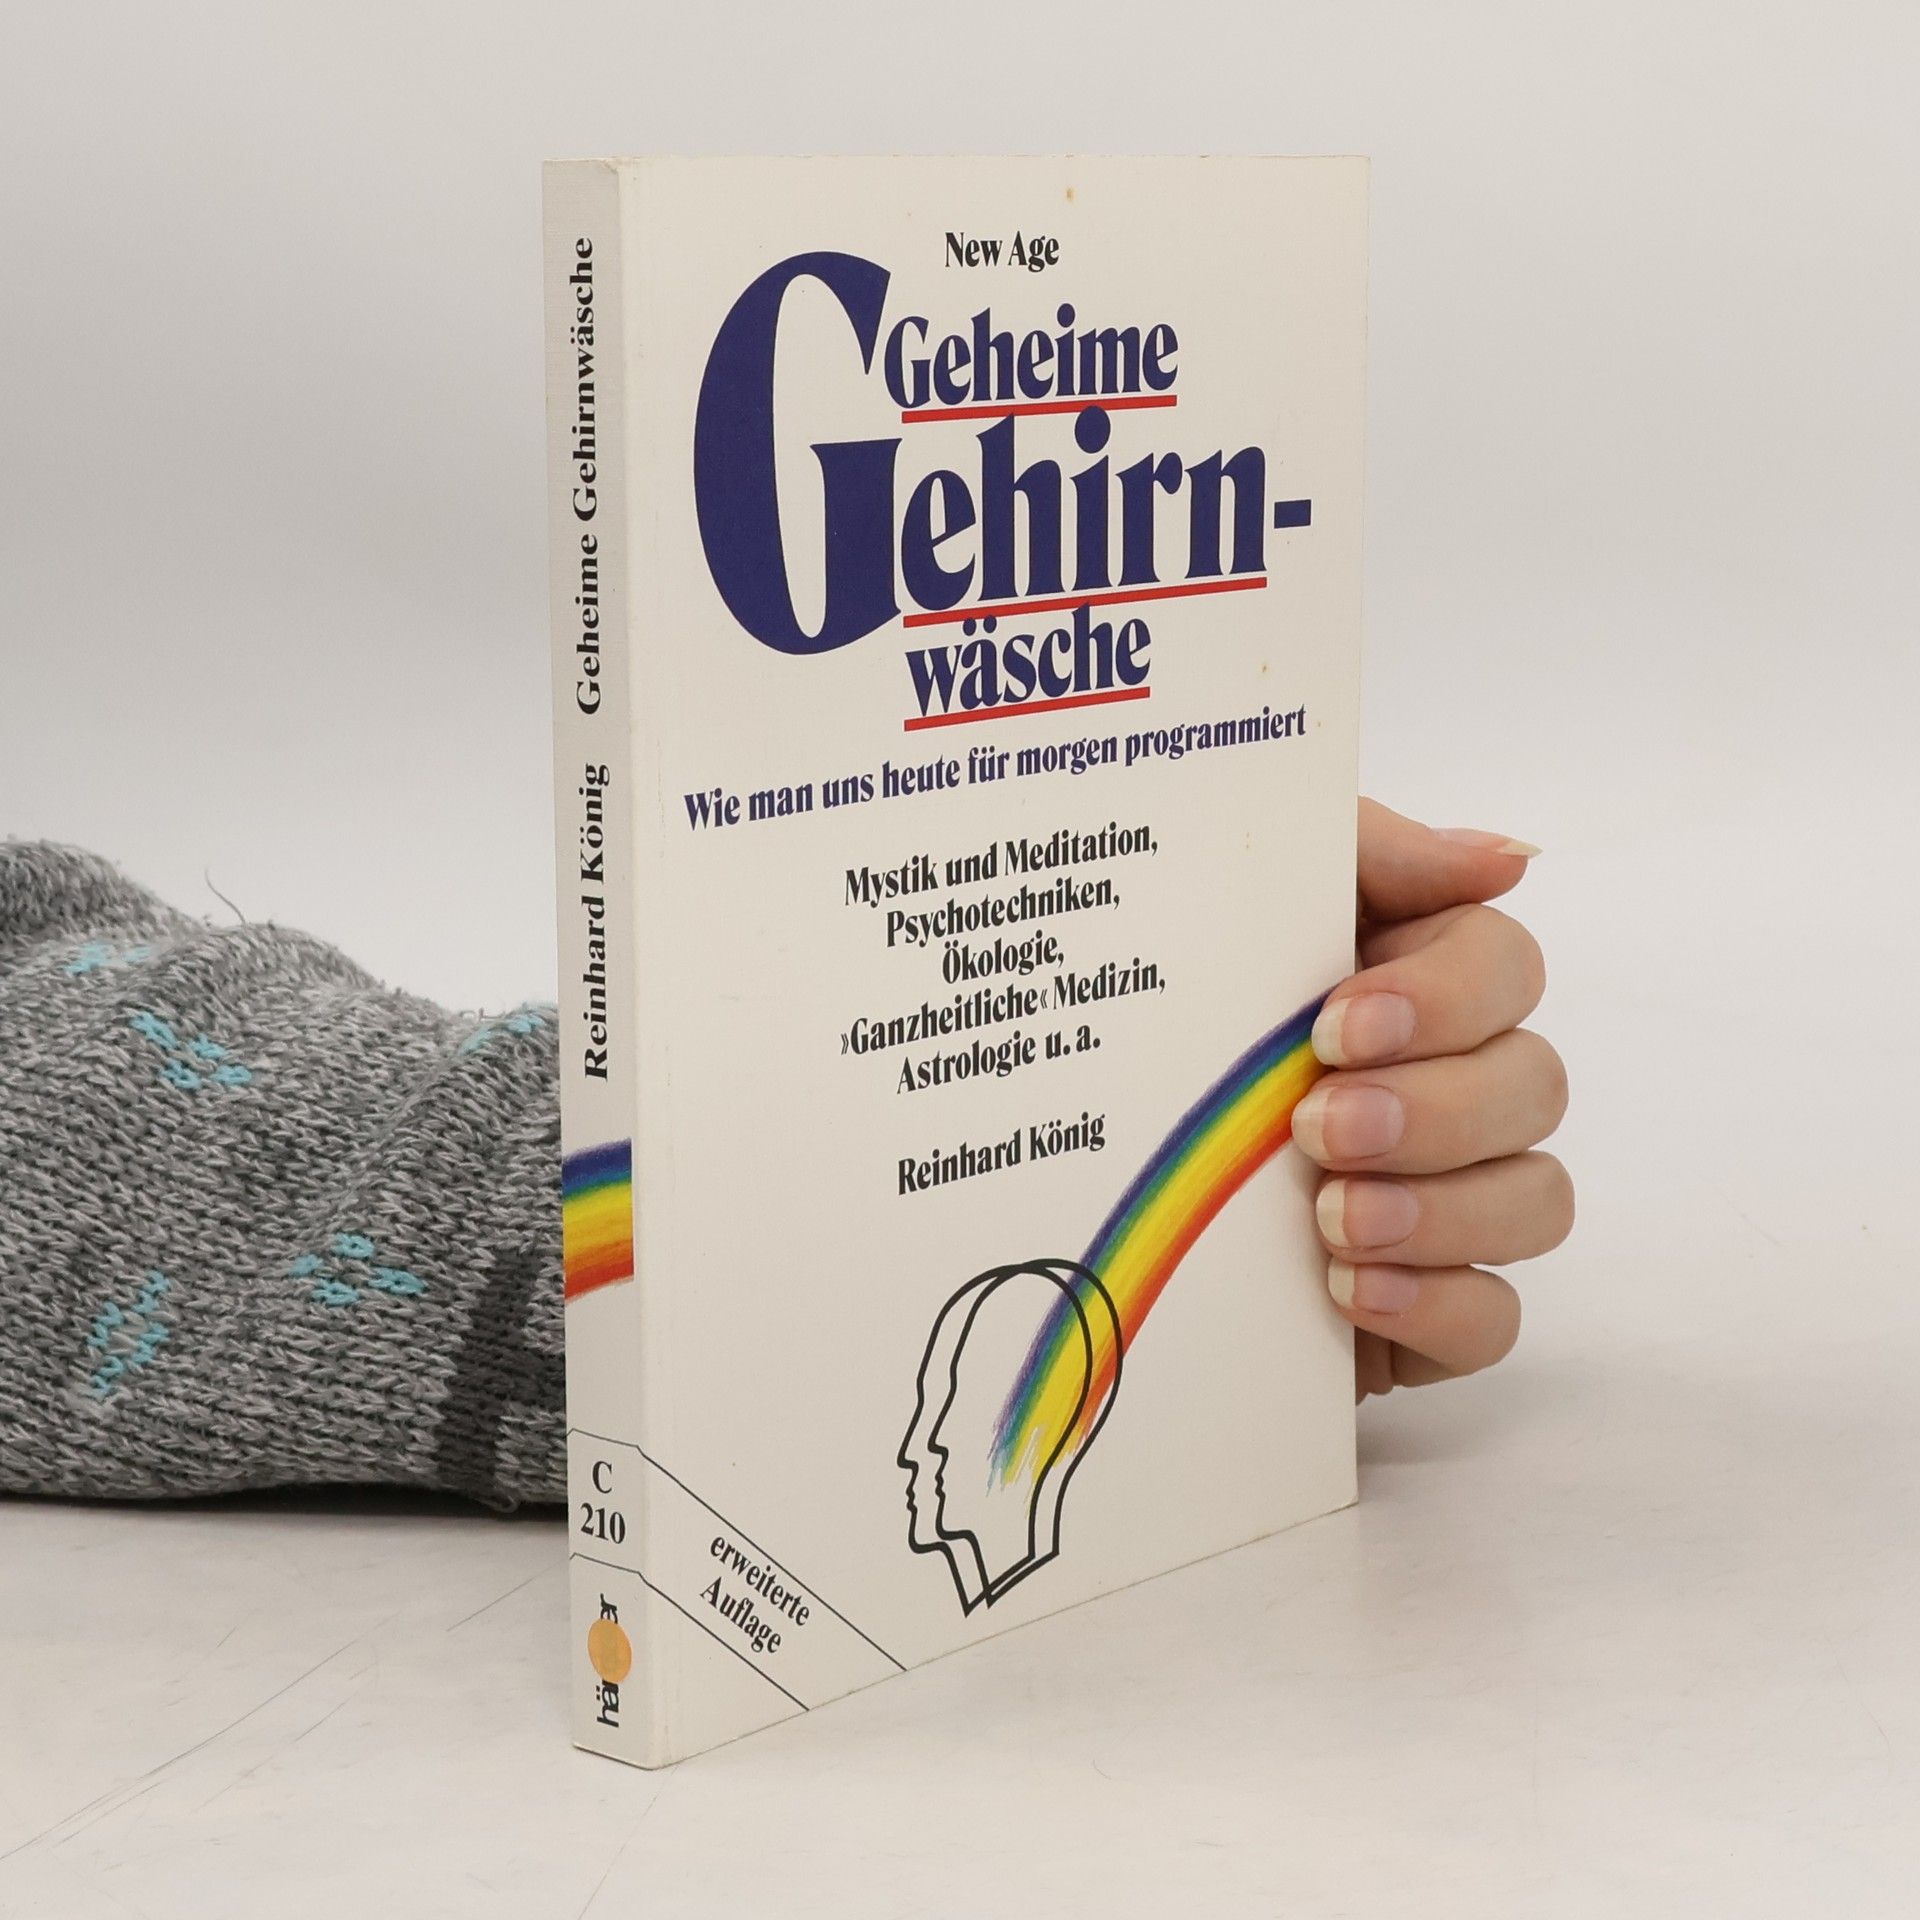 New Age
Geheime
Gehirn-
wäsche
Wie man uns heute für morgen programmiert
Mystik und Meditation,
Psychotechniken,
Ökologie,
»Ganzheitliche« Medizin,
Astrologie u. a.
Reinhard König
erweiterte
Auflage
Reinhard König Geheime Gehirnwäsche
C
210